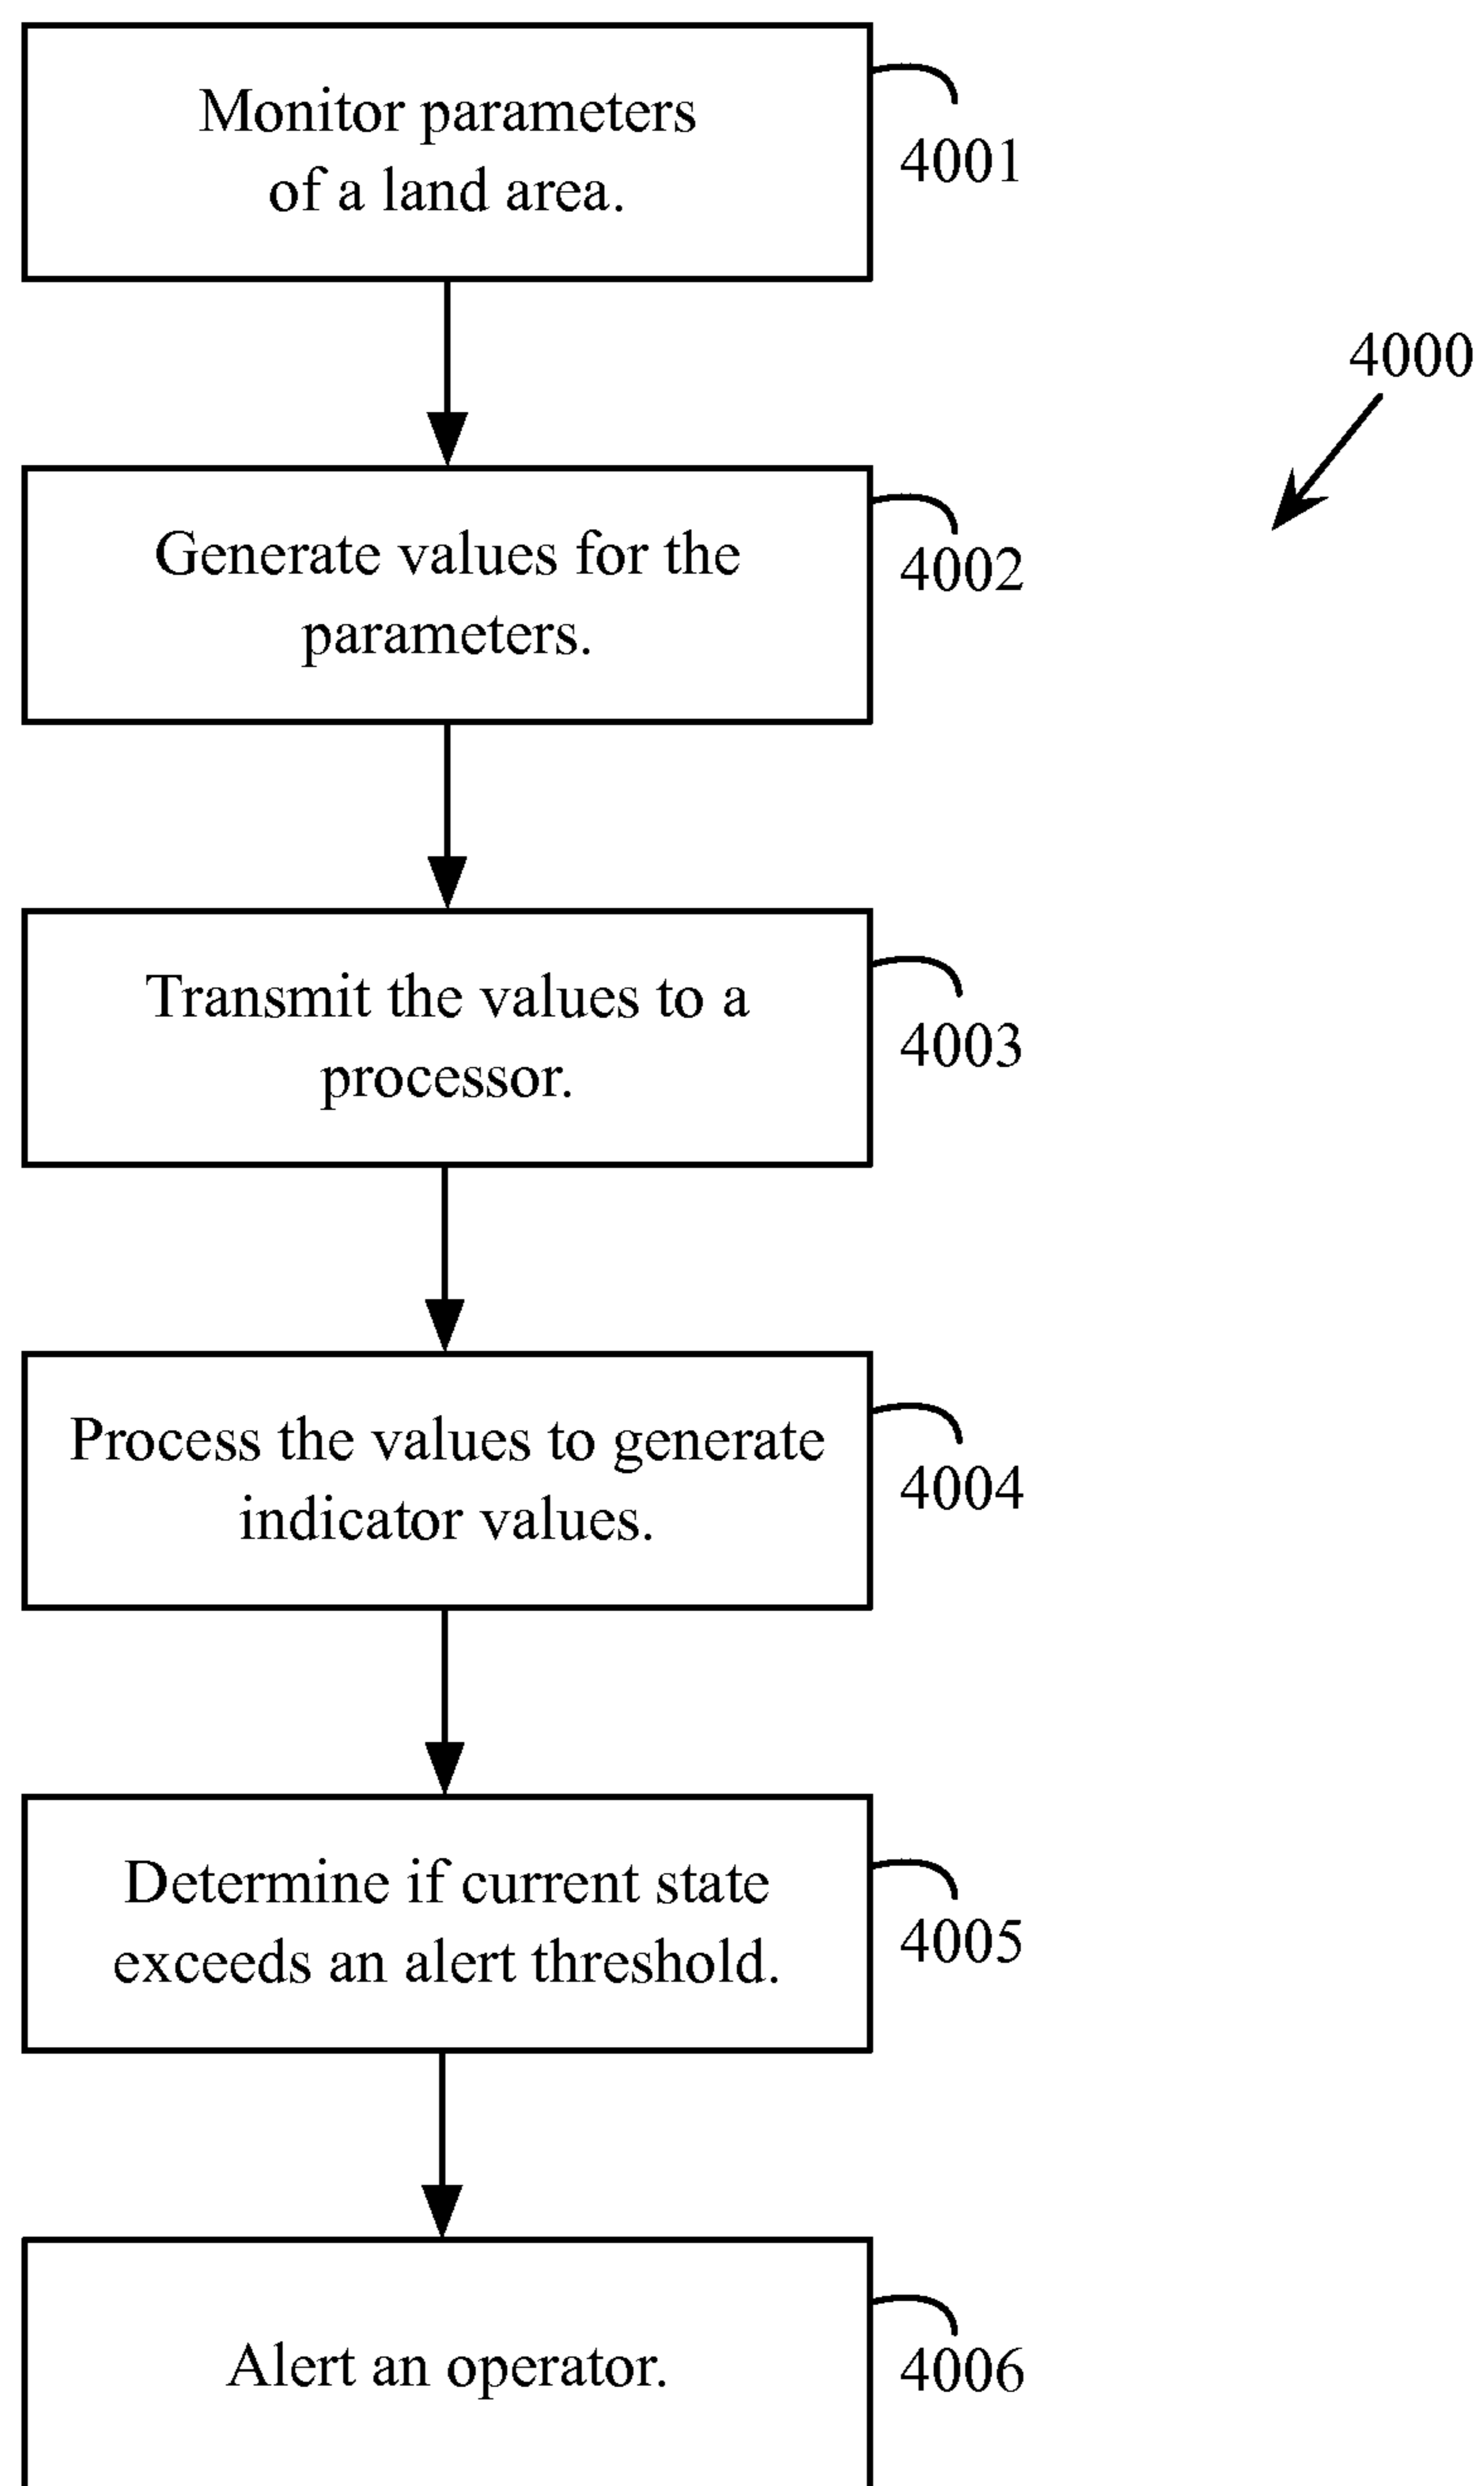 Monitor parameters
of a land area.
4001
4000
Generate values for the
parameters.
4002
Transmit the values to a
processor.
4003
Process the values to generate
indicator values.
4004
Determine if current state
exceeds an alert threshold.
4005
Alert an operator.
4006